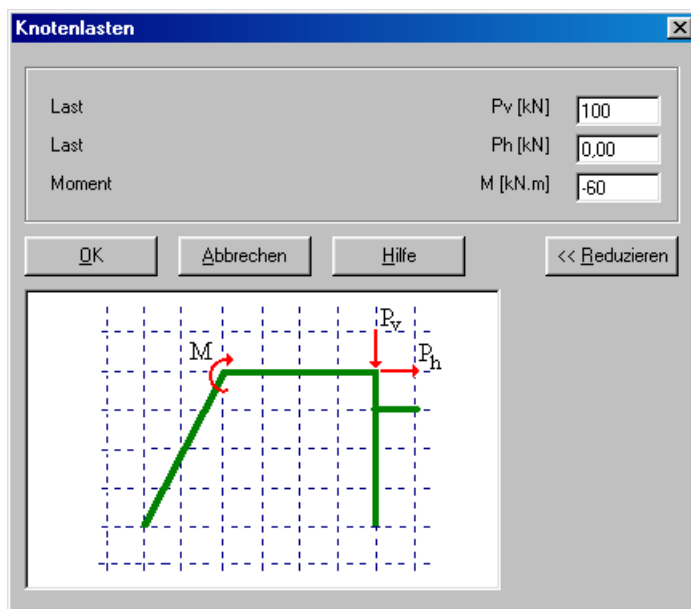 Knotenlasten
Last Pv [kN] 100
Last Ph [kN] 0,00
Moment M [kN.m] -60
OK Abbrechen Hilfe << Reduzieren
Pv
M Ph